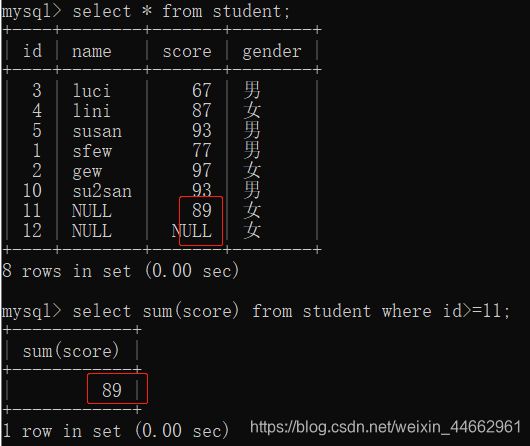 mysql> select * from student;
+----+--------+-------+--------+
| id | name | score | gender |
+----+--------+-------+--------+
| 3 | luci | 67 | 男 |
| 4 | lini | 87 | 女 |
| 5 | susan | 93 | 男 |
| 1 | sfew | 77 | 男 |
| 2 | gew | 97 | 女 |
| 10 | su2san | 93 | 男 |
| 11 | NULL | 89 | 女 |
| 12 | NULL | NULL | 女 |
+----+--------+-------+--------+
8 rows in set (0.00 sec)
mysql> select sum(score) from student where id>=11;
+------------+
| sum(score) |
+------------+
| 89 |
+------------+
1 row in set (0.00 sec)
https://blog.csdn.net/weixin_44662961